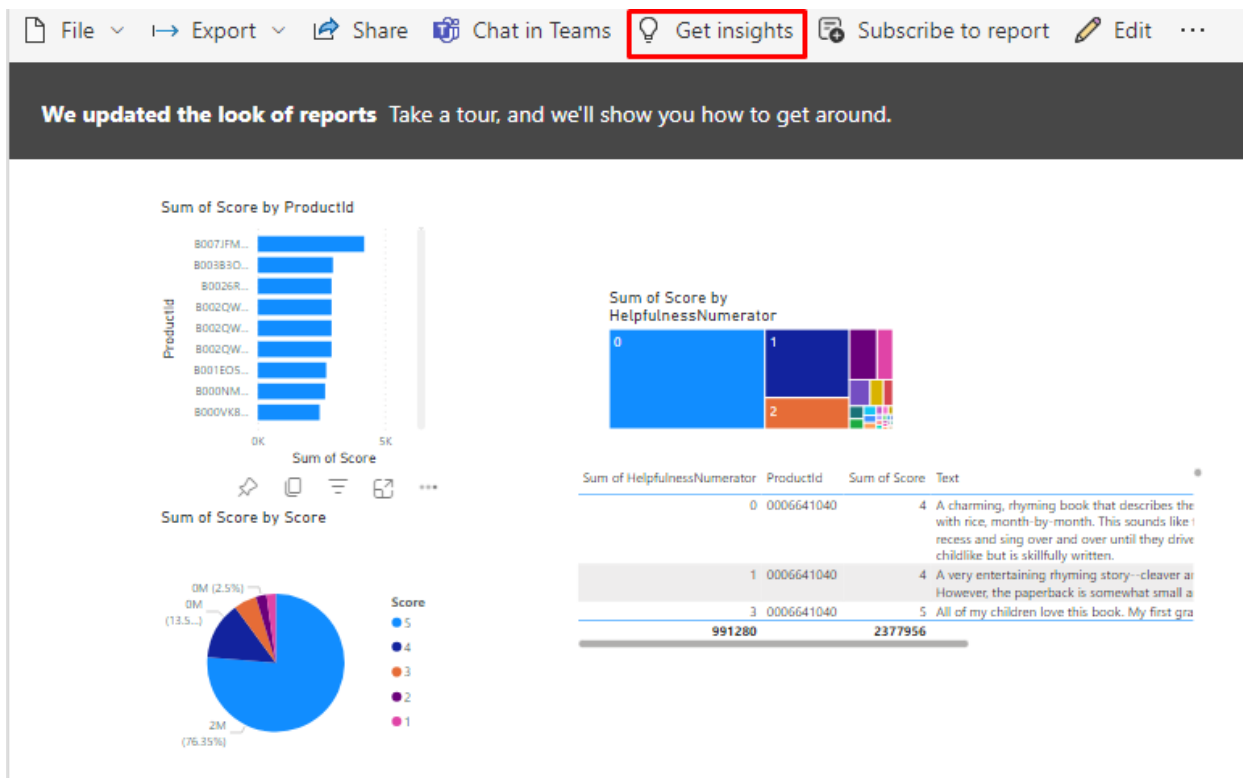 File Export Share Chat in Teams Get insights Subscribe to report Edit ...
We updated the look of reports Take a tour, and we'll show you how to get around.
Sum of Score by ProductId
ProductId
B007JFM...
B003B3O...
B0026R...
B002QW...
B002QW...
B002QW...
B001EO5...
B000NM...
B000VK8...
0K 5K
Sum of Score
Sum of Score by
HelpfulnessNumerator
0
1
2
Sum of HelpfulnessNumerator ProductId Sum of Score Text
0 0006641040 4 A charming, rhyming book that describes the
with rice, month-by-month. This sounds like
recess and sing over and over until they drive
childlike but is skillfully written.
1 0006641040 4 A very entertaining rhyming story--cleaver
However, the paperback is somewhat small a
3 0006641040 5 All of my children love this book. My first gra
991280 2377956
Sum of Score by Score
0M (2.5%)
0M
(13.5...)
2M
(76.35%)
Score
5
4
3
2
1